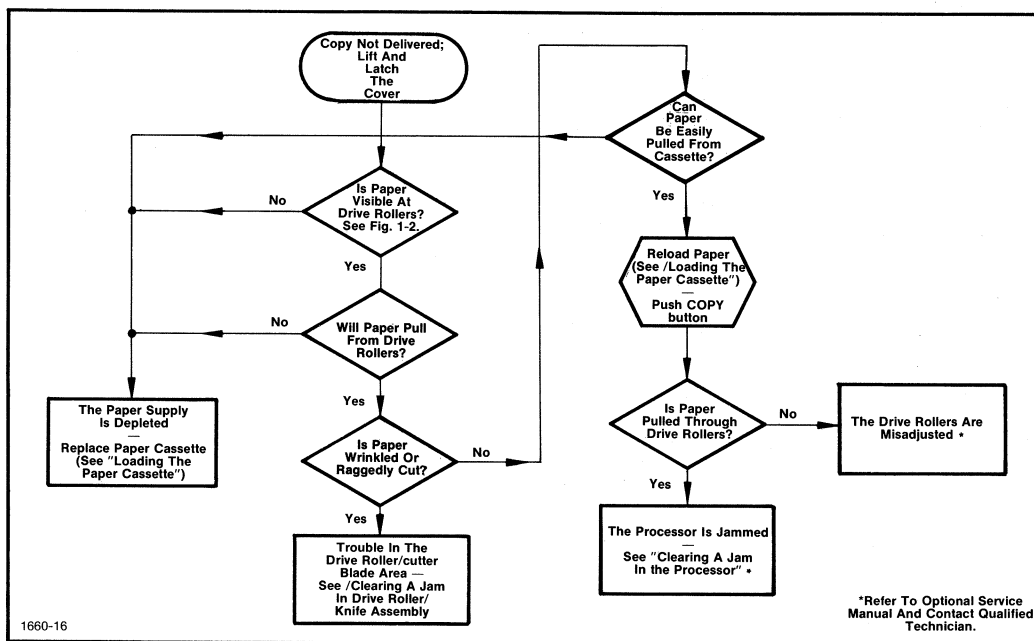 Copy Not Delivered;
Lift And
Latch
The
Cover
Is Paper
Visible At
Drive Rollers?
See Fig. 1-2.
No
Yes
Will Paper Pull
From Drive
Rollers?
No
Yes
The Paper Supply
Is Depleted
—
Replace Paper Cassette
(See "Loading The
Paper Cassette")
Is Paper
Wrinkled Or
Raggedly Cut?
No
Yes
Trouble In The
Drive Roller/cutter
Blade Area —
See /Clearing A Jam
In Drive Roller/
Knife Assembly
Can
Paper
Be Easily
Pulled From
Cassette?
Yes
Reload Paper
(See /Loading The
Paper Cassette")
—
Push COPY
button
Is Paper
Pulled Through
Drive Rollers?
No
The Drive Rollers Are
Misadjusted *
Yes
The Processor Is Jammed
—
See "Clearing A Jam
In the Processor" *
*Refer To Optional Service
Manual And Contact Qualified
Technician.
1660-16